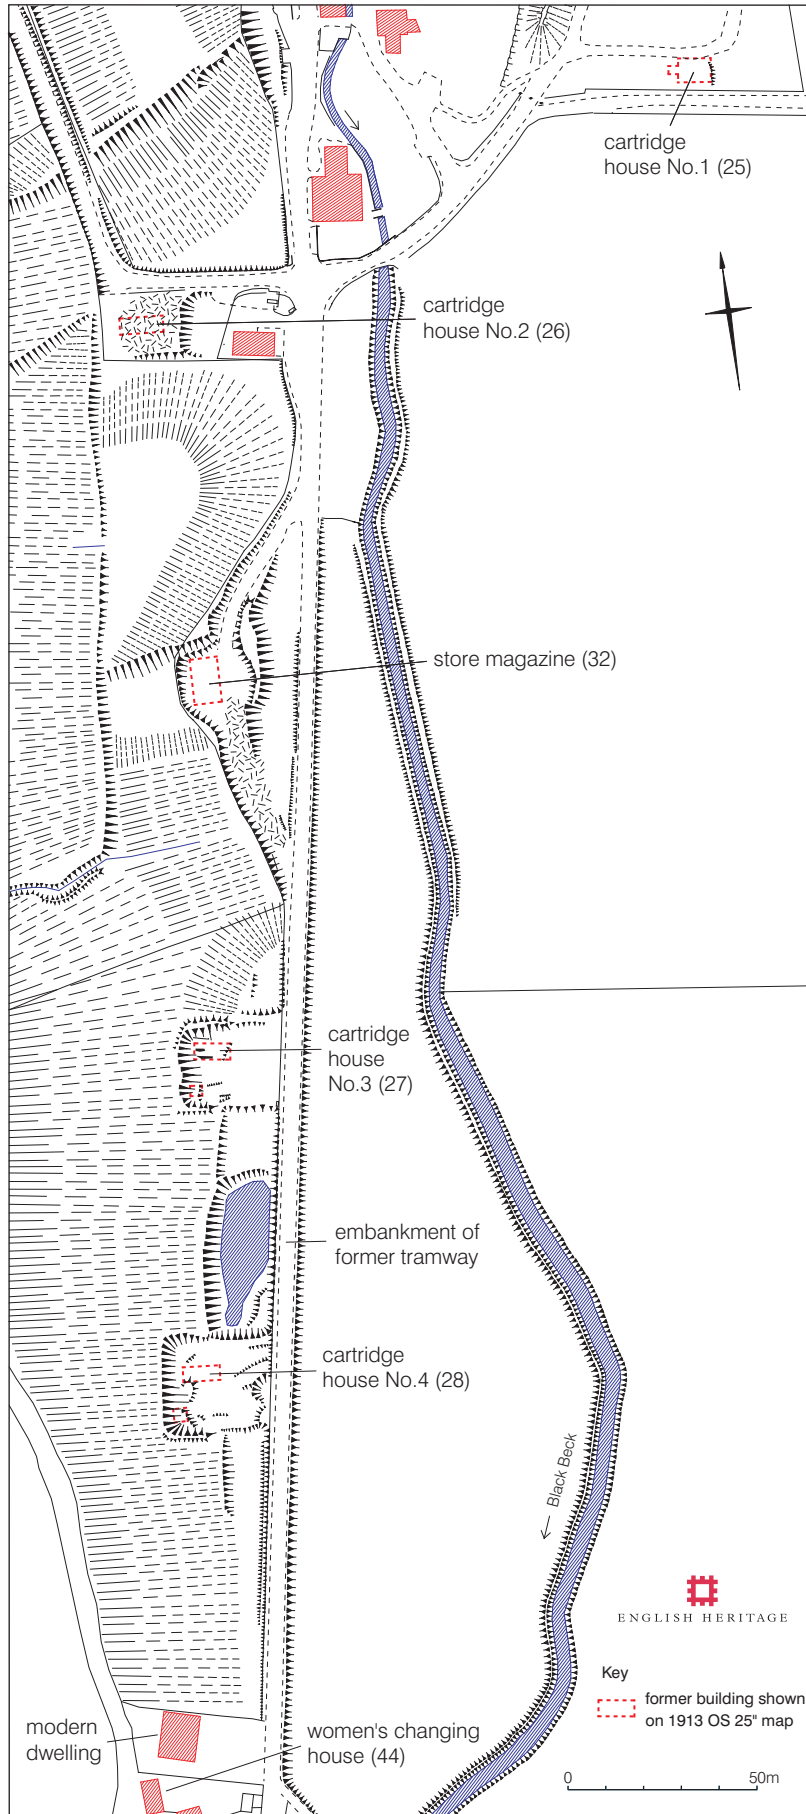 cartridge
house No.1 (25)
cartridge
house No.2 (26)
store magazine (32)
cartridge
house
No.3 (27)
embankment of
former tramway
cartridge
house No.4 (28)
Black Beck
ENGLISH HERITAGE
Key
former building shown
on 1913 OS 25" map
modern
dwelling
women's changing
house (44)
0 50m